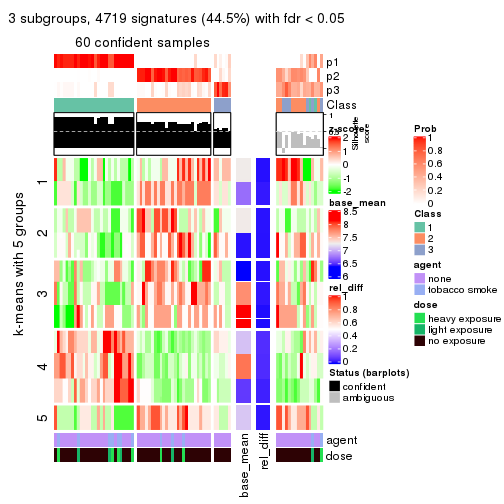 3 subgroups, 4719 signatures (44.5%) with fdr < 0.05
60 confident samples
p1
p2
p3
Class
1
0.5
0
Silhouette
score
k-means with 5 groups
1
2
3
4
5
agent
dose
base_mean
rel_diff
z-score
2
1
0
-1
-2
base_mean
8.5
8
7.5
7
6.5
6
rel_diff
1
0.8
0.6
0.4
0.2
0
Status (barplots)
confident
ambiguous
Prob
1
0.8
0.6
0.4
0.2
0
Class
1
2
3
agent
none
tobacco smoke
dose
heavy exposure
light exposure
no exposure